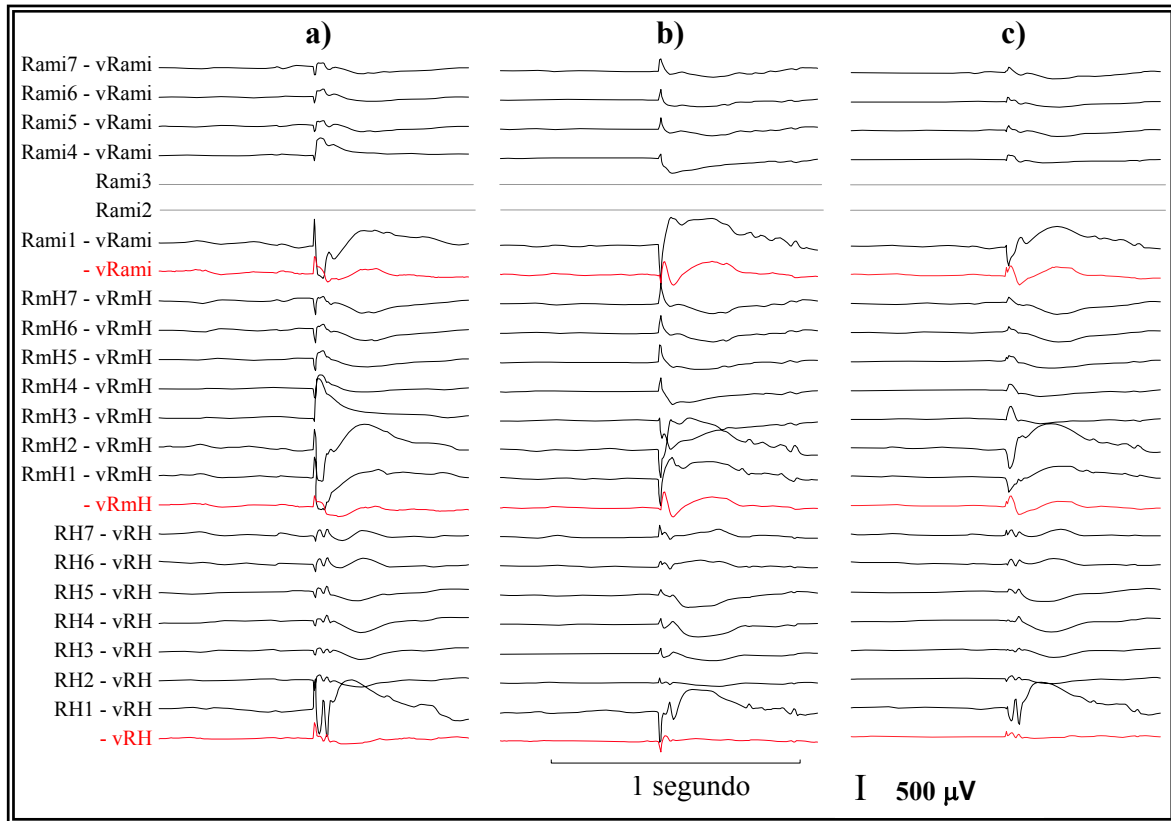 a) b) c)
Rami7 - vRami
Rami6 - vRami
Rami5 - vRami
Rami4 - vRami
Rami3
Rami2
Rami1 - vRami
- vRami
RmH7 - vRmH
RmH6 - vRmH
RmH5 - vRmH
RmH4 - vRmH
RmH3 - vRmH
RmH2 - vRmH
RmH1 - vRmH
- vRmH
RH7 - vRH
RH6 - vRH
RH5 - vRH
RH4 - vRH
RH3 - vRH
RH2 - vRH
RH1 - vRH
- vRH
1 segundo 500 μV